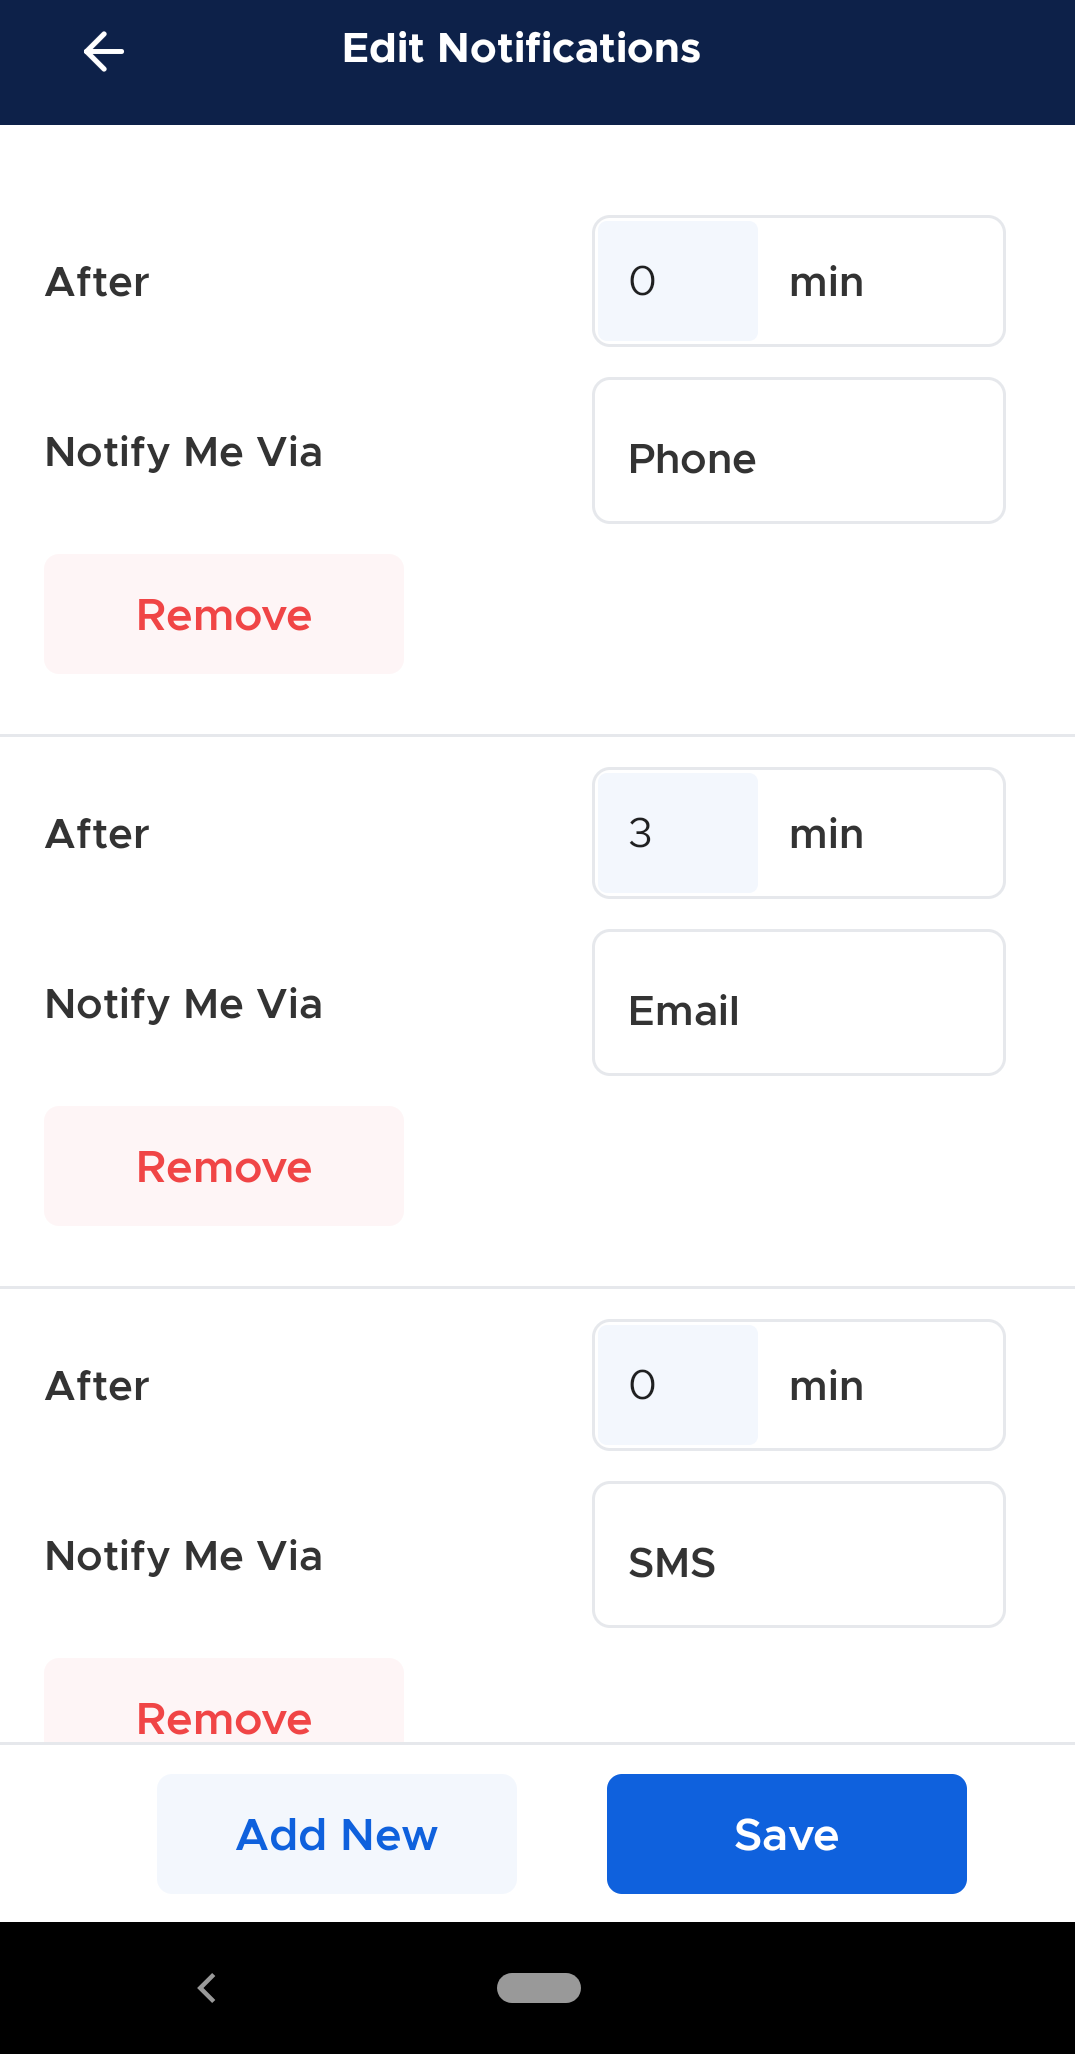 Edit Notifications
After 0 min
Notify Me Via Phone
Remove
After 3 min
Notify Me Via Email
Remove
After 0 min
Notify Me Via SMS
Remove
Add New Save